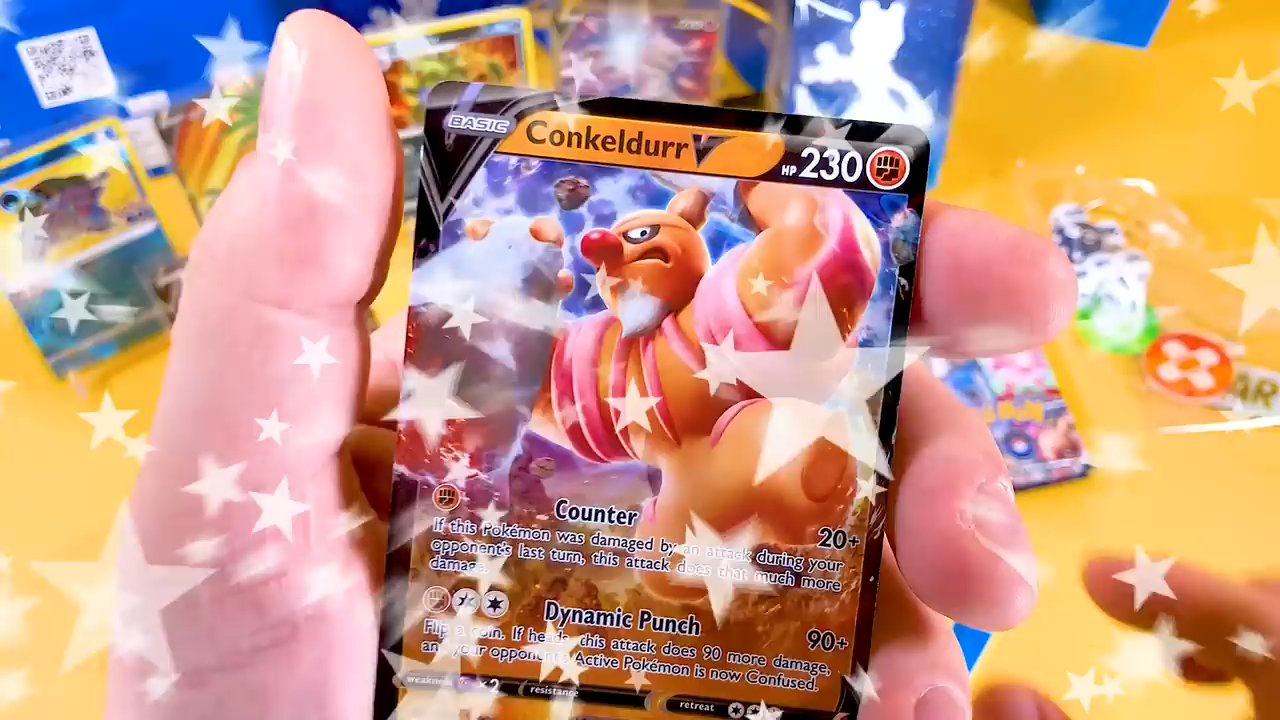 BASIC Conkeldurr V HP 230
Counter 20+
If this Pokémon was damaged by an attack during your
opponent's last turn, this attack does that much more
damage.
Dynamic Punch 90+
Flip a coin. If heads, this attack does 90 more damage,
and your opponent's Active Pokémon is now Confused.
weakness ×2 resistance retreat
AR